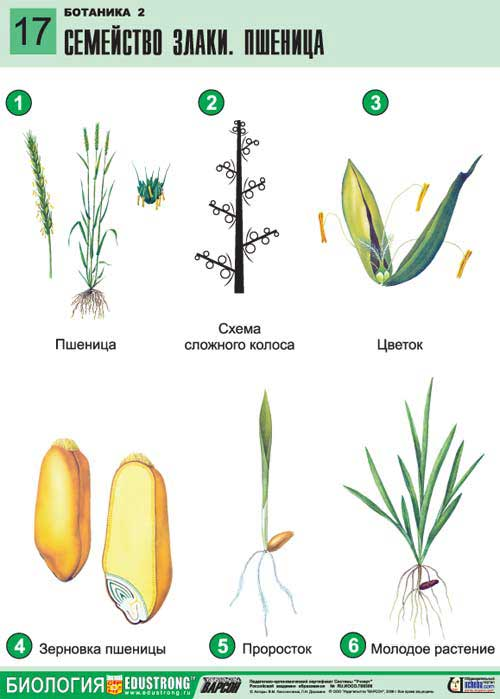 17
БОТАНИКА 2
СЕМЕЙСТВО ЗЛАКИ. ПШЕНИЦА
1
2
3
Пшеница
Схема
сложного колоса
Цветок
4 Зерновка пшеницы
5 Проросток
6 Молодое растение
БИОЛОГИЯ
EDUSTRONG
www.edustrong.ru
ВАРСОН